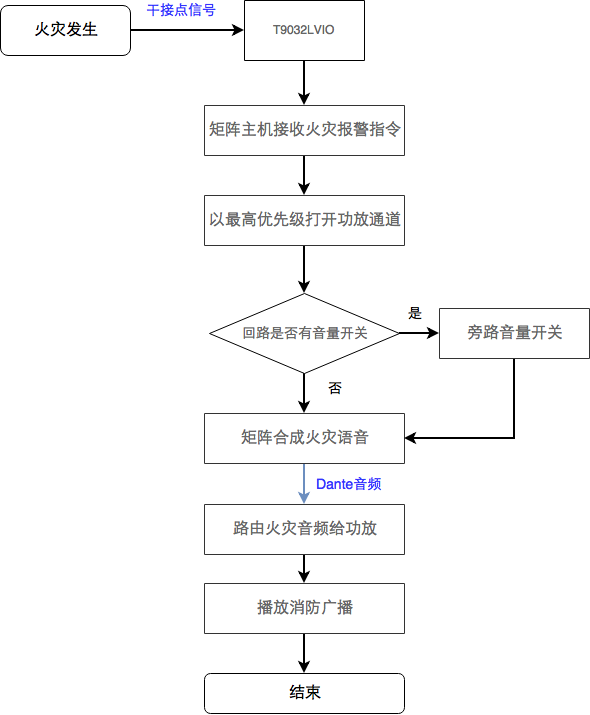 火灾发生
干接点信号
T9032LVIO
矩阵主机接收火灾报警指令
以最高优先级打开功放通道
回路是否有音量开关
是
旁路音量开关
否
矩阵合成火灾语音
Dante音频
路由火灾音频给功放
播放消防广播
结束